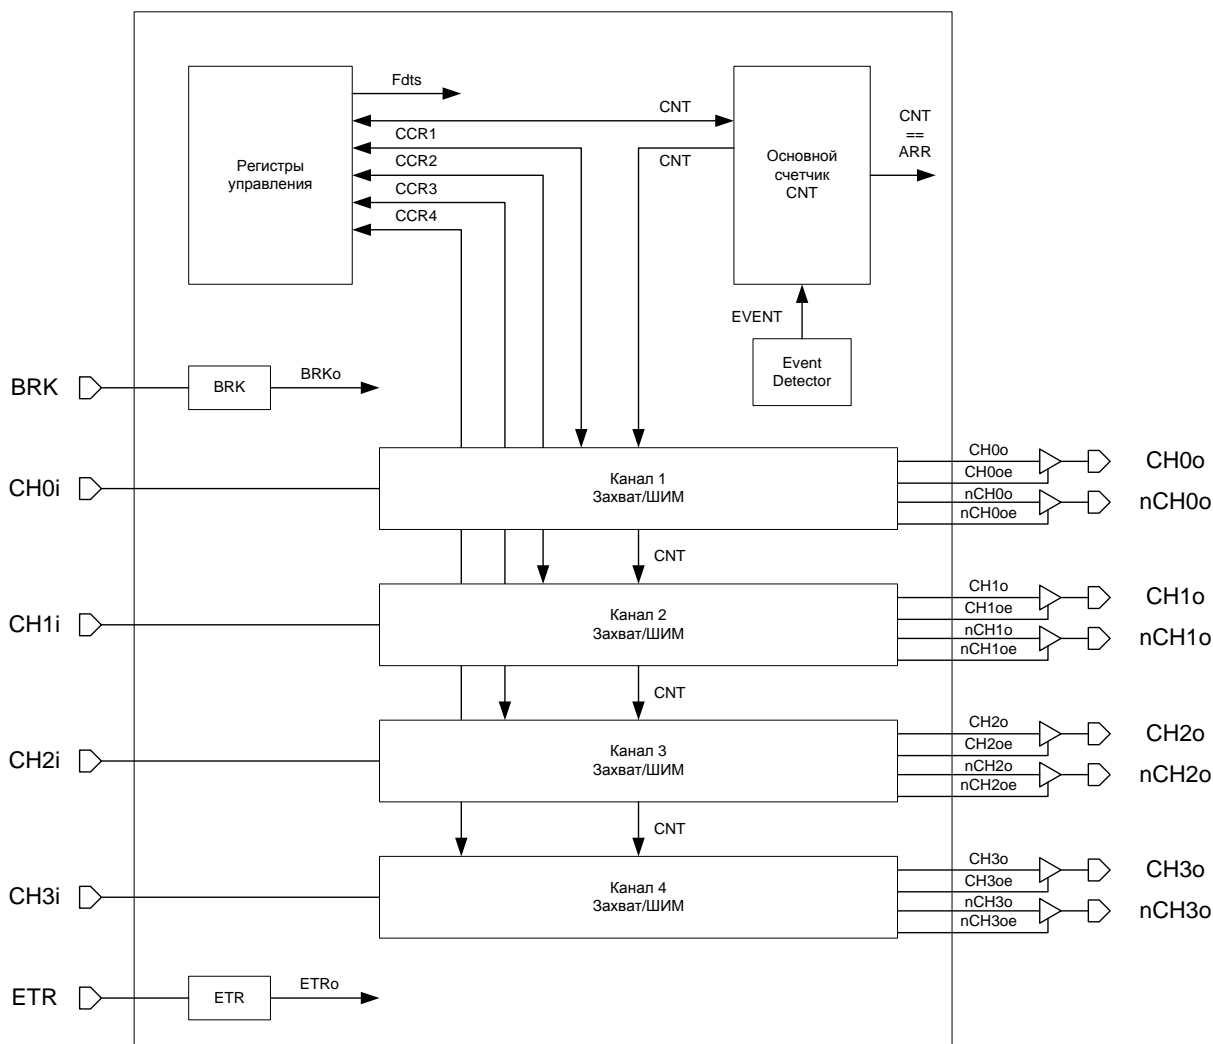 Fdts
CNT
CCR1
CCR2
CCR3
CCR4
CNT
Регистры
управления
Основной
счетчик
CNT
CNT
==
ARR
EVENT
Event
Detector
BRK
BRK
BRKo
CH0i
Канал 1
Захват/ШИМ
CH0o
CH0oe
nCH0o
nCH0oe
CH0o
nCH0o
CNT
CH1i
Канал 2
Захват/ШИМ
CH1o
CH1oe
nCH1o
nCH1oe
CH1o
nCH1o
CNT
CH2i
Канал 3
Захват/ШИМ
CH2o
CH2oe
nCH2o
nCH2oe
CH2o
nCH2o
CNT
CH3i
Канал 4
Захват/ШИМ
CH3o
CH3oe
nCH3o
nCH3oe
CH3o
nCH3o
ETR
ETR
ETRo